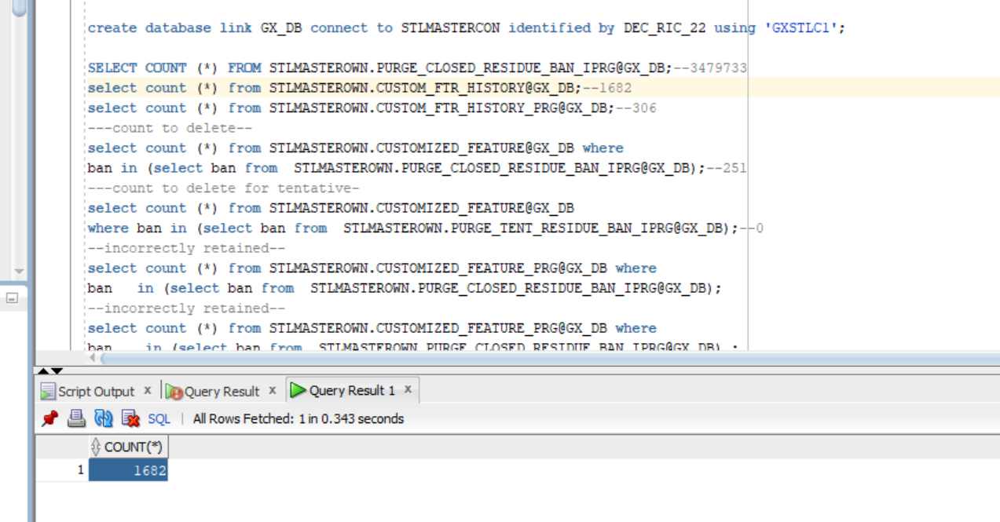 create database link GX_DB connect to STLMASTERCON identified by DEC_RIC_22 using 'GXSTLC1';
SELECT COUNT (*) FROM STLMASTEROWN.PURGE_CLOSED_RESIDUE_BAN_IPRG@GX_DB;--3479733
select count (*) from STLMASTEROWN.CUSTOM_FTR_HISTORY@GX_DB;--1682
select count (*) from STLMASTEROWN.CUSTOM_FTR_HISTORY_PRG@GX_DB;--306
---count to delete--
select count (*) from STLMASTEROWN.CUSTOMIZED_FEATURE@GX_DB where
ban in (select ban from  STLMASTEROWN.PURGE_CLOSED_RESIDUE_BAN_IPRG@GX_DB);--251
---count to delete for tentative-
select count (*) from STLMASTEROWN.CUSTOMIZED_FEATURE@GX_DB
where ban in (select ban from  STLMASTEROWN.PURGE_TENT_RESIDUE_BAN_IPRG@GX_DB);--0
--incorrectly retained--
select count (*) from STLMASTEROWN.CUSTOMIZED_FEATURE_PRG@GX_DB where
ban   in (select ban from  STLMASTEROWN.PURGE_CLOSED_RESIDUE_BAN_IPRG@GX_DB);
--incorrectly retained--
select count (*) from STLMASTEROWN.CUSTOMIZED_FEATURE_PRG@GX_DB where
ban    in (select ban from  STLMASTEROWN.PURGE_CLOSED_RESIDUE_BAN_IPRG@GX_DB) ;
Script Output x Query Result x Query Result 1 x
SQL | All Rows Fetched: 1 in 0.343 seconds
COUNT(*)
1 1682